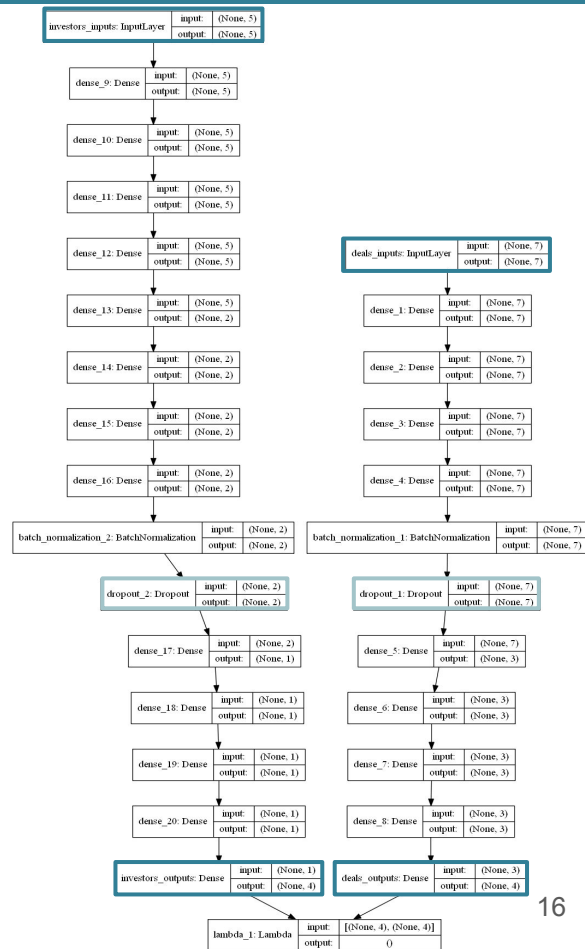 investors_inputs: InputLayer input: (None, 5)
output: (None, 5)
dense_9: Dense input: (None, 5)
output: (None, 5)
dense_10: Dense input: (None, 5)
output: (None, 5)
dense_11: Dense input: (None, 5)
output: (None, 5)
dense_12: Dense input: (None, 5)
output: (None, 5)
dense_13: Dense input: (None, 5)
output: (None, 2)
dense_14: Dense input: (None, 2)
output: (None, 2)
dense_15: Dense input: (None, 2)
output: (None, 2)
dense_16: Dense input: (None, 2)
output: (None, 2)
batch_normalization_2: BatchNormalization input: (None, 2)
output: (None, 2)
dropout_2: Dropout input: (None, 2)
output: (None, 2)
dense_17: Dense input: (None, 2)
output: (None, 1)
dense_18: Dense input: (None, 1)
output: (None, 1)
dense_19: Dense input: (None, 1)
output: (None, 1)
dense_20: Dense input: (None, 1)
output: (None, 1)
investors_outputs: Dense input: (None, 1)
output: (None, 4)
deals_inputs: InputLayer input: (None, 7)
output: (None, 7)
dense_1: Dense input: (None, 7)
output: (None, 7)
dense_2: Dense input: (None, 7)
output: (None, 7)
dense_3: Dense input: (None, 7)
output: (None, 7)
dense_4: Dense input: (None, 7)
output: (None, 7)
batch_normalization_1: BatchNormalization input: (None, 7)
output: (None, 7)
dropout_1: Dropout input: (None, 7)
output: (None, 7)
dense_5: Dense input: (None, 7)
output: (None, 3)
dense_6: Dense input: (None, 3)
output: (None, 3)
dense_7: Dense input: (None, 3)
output: (None, 3)
dense_8: Dense input: (None, 3)
output: (None, 3)
deals_outputs: Dense input: (None, 3)
output: (None, 4)
lambda_1: Lambda input: [(None, 4), (None, 4)]
output: ()
16